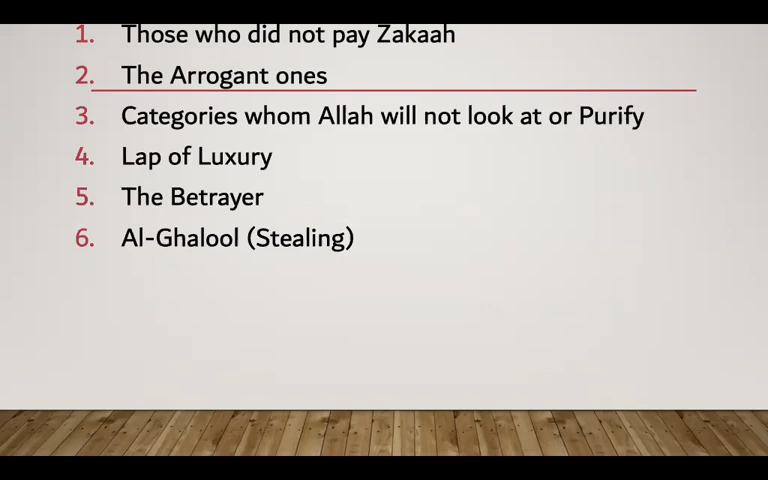 1. Those who did not pay Zakaah
2. The Arrogant ones
3. Categories whom Allah will not look at or Purify
4. Lap of Luxury
5. The Betrayer
6. Al-Ghalool (Stealing)